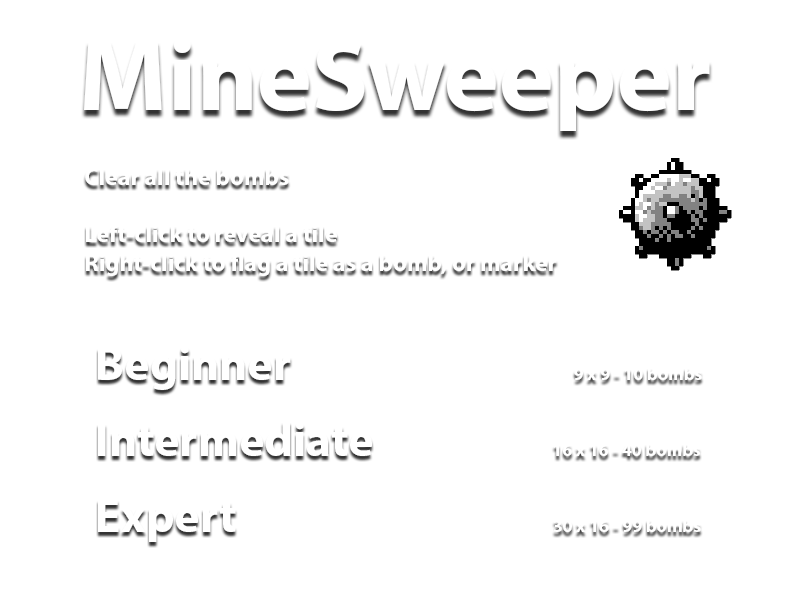 MineSweeper
Clear all the bombs
Left-click to reveal a tile
Right-click to flag a tile as a bomb, or marker
Beginner
9 x 9 - 10 bombs
Intermediate
16 x 16 - 40 bombs
Expert
30 x 16 - 99 bombs